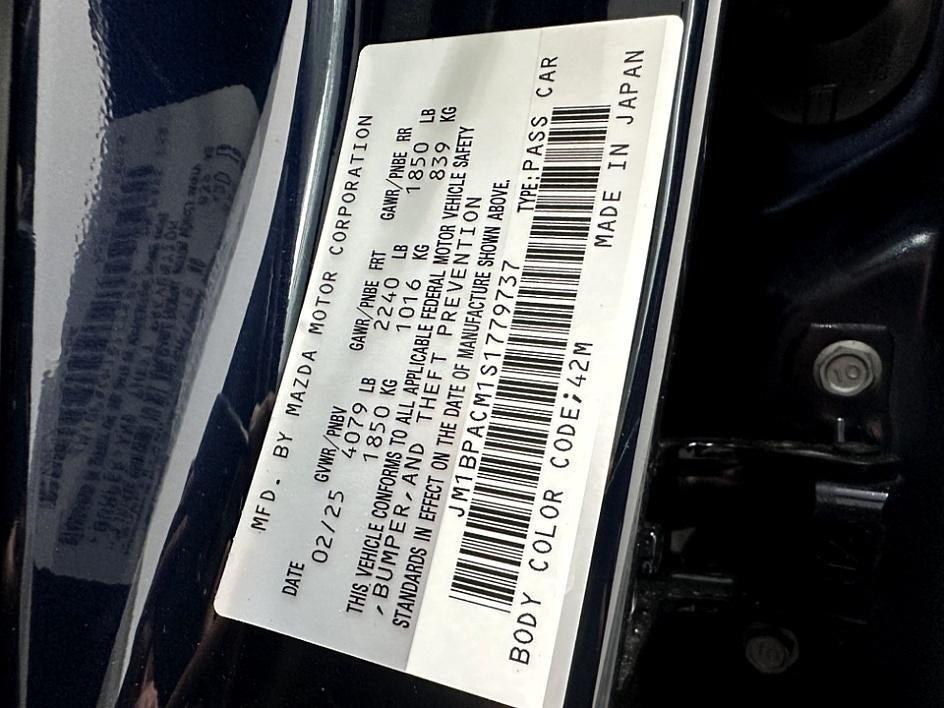 MFD. BY MAZDA MOTOR CORPORATION
DATE GVWR/PNBV GAWR/PNBE FRT GAWR/PNBE RR
02/25 4079 LB 2240 LB 1850 LB
1850 KG 1016 KG 839 KG
THIS VEHICLE CONFORMS TO ALL APPLICABLE FEDERAL MOTOR VEHICLE SAFETY
,BUMPER,AND THEFT PREVENTION
STANDARDS IN EFFECT ON THE DATE OF MANUFACTURE SHOWN ABOVE.
JM1BPACM1S1779737 TYPE:PASS CAR
BODY COLOR CODE;42M MADE IN JAPAN
10